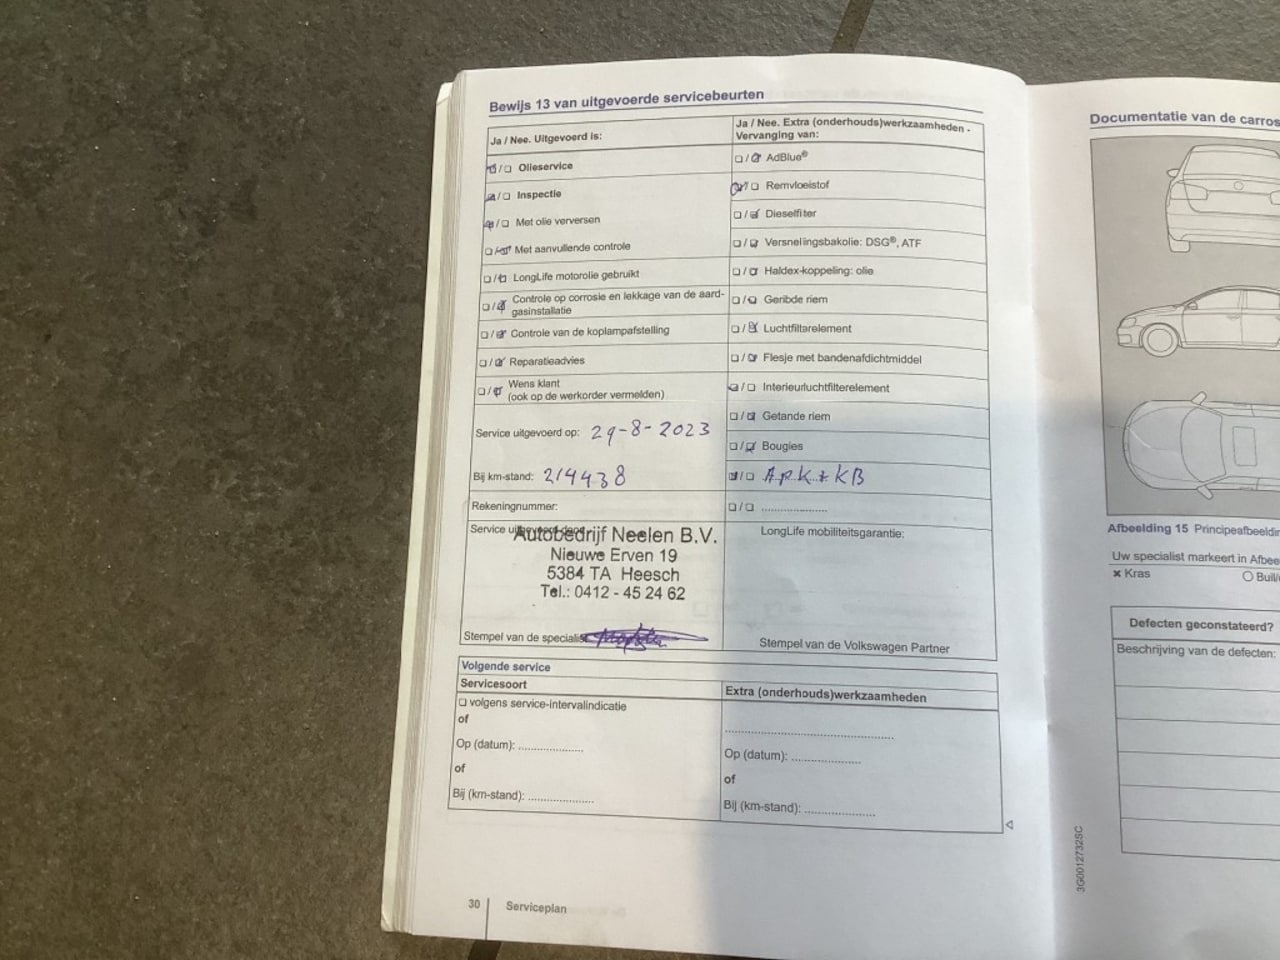 Bewijs 13 van uitgevoerde servicebeurten
Ja / Nee. Uitgevoerd is:
❑/❑ Olieservice
❑/❑ Inspectie
❑/❑ Met olie verversen
❑/❑ Met aanvullende controle
❑/❑ LongLife motorolie gebruikt
❑/❑ Controle op corrosie en lekkage van de aard-
gasinstallatie
❑/❑ Controle van de koplampafstelling
❑/❑ Reparatieadvies
❑/❑ Wens klant
(ook op de werkorder vermelden)
Service uitgevoerd op: 29-8-2023
Bij km-stand: 214438
Rekeningnummer:
Service uitgevoerd door:
Autobedrijf Neelen B.V.
Nieuwe Erven 19
5384 TA Heesch
Tel.: 0412 - 45 24 62
Stempel van de specialist
Ja / Nee. Extra (onderhouds)werkzaamheden -
Vervanging van:
❑/❑ AdBlue®
❑/❑ Remvloeistof
❑/❑ Dieselfilter
❑/❑ Versnellingsbakolie: DSG®, ATF
❑/❑ Haldex-koppeling: olie
❑/❑ Geribde riem
❑/❑ Luchtfilterelement
❑/❑ Flesje met bandenafdichtmiddel
❑/❑ Interieurluchtfilterelement
❑/❑ Getande riem
❑/❑ Bougies
❑/❑ APK + KB
❑/❑ ....................
LongLife mobiliteitsgarantie:
Stempel van de Volkswagen Partner
Volgende service
Servicesoort
❑ volgens service-intervalindicatie
of
Op (datum): ....................
of
Bij (km-stand): ....................
Extra (onderhouds)werkzaamheden
..................................................
Op (datum): ....................
of
Bij (km-stand): ....................
30 Serviceplan
Documentatie van de carros
Afbeelding 15 Principeafbeeldin
Uw specialist markeert in Afbee
× Kras
○ Buil/
Defecten geconstateerd?
Beschrijving van de defecten:
3G0012732SC